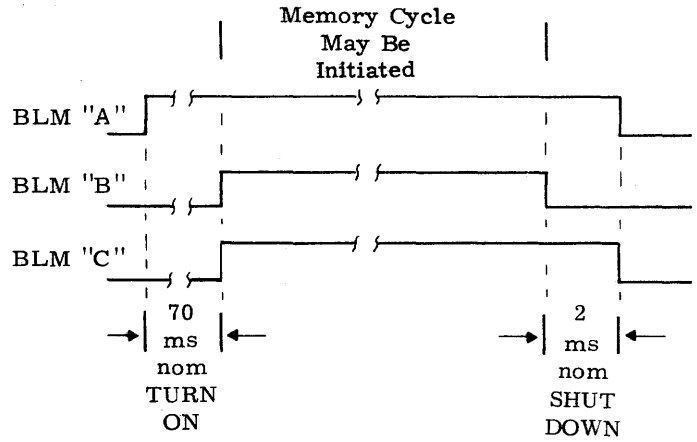 Memory Cycle
May Be
Initiated
BLM "A"
BLM "B"
BLM "C"
70
ms
nom
TURN
ON
2
ms
nom
SHUT
DOWN